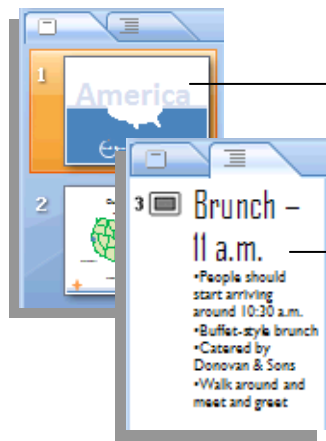 1
America
2
3 Brunch –
11 a.m.
•People should
start arriving
around 10:30 a.m.
•Buffet-style brunch
•Catered by
Donovan & Sons
•Walk around and
meet and greet